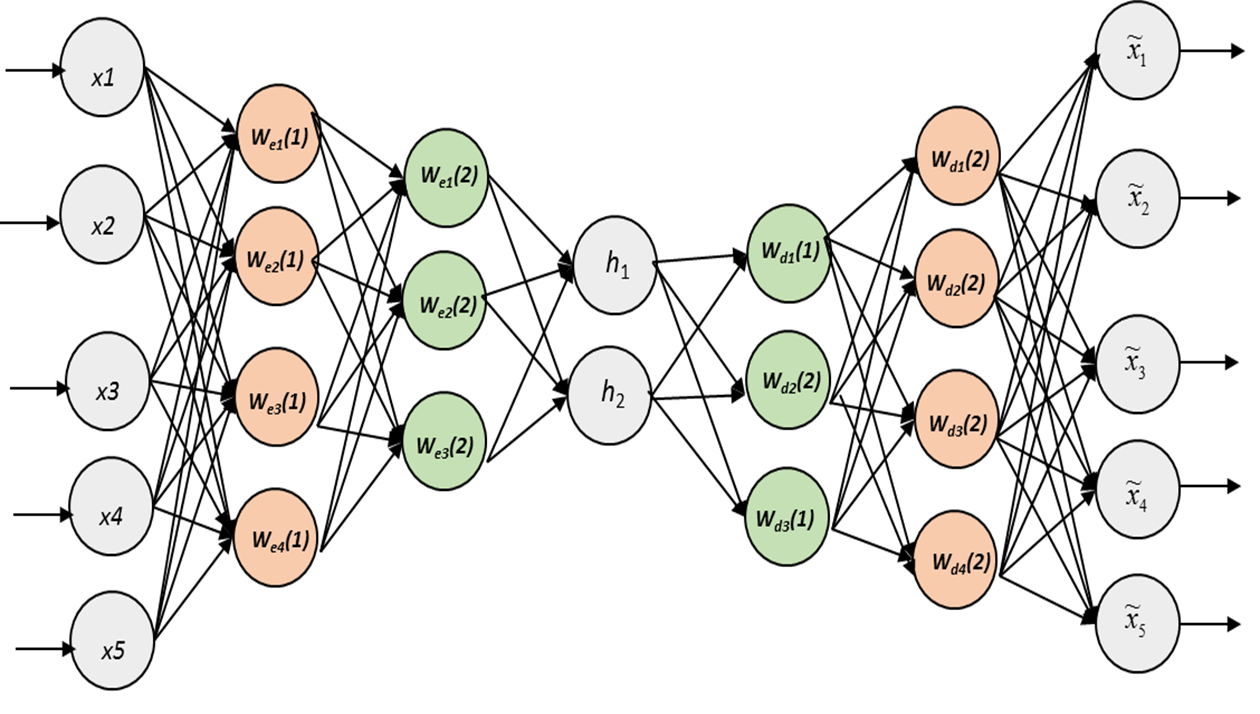 x1
x2
x3
x4
x5
We1(1)
We2(1)
We3(1)
We4(1)
We1(2)
We2(2)
We3(2)
h₁
h₂
Wd1(1)
Wd2(2)
Wd3(1)
Wd1(2)
Wd2(2)
Wd3(2)
Wd4(2)
x̃₁
x̃₂
x̃₃
x̃₄
x̃₅